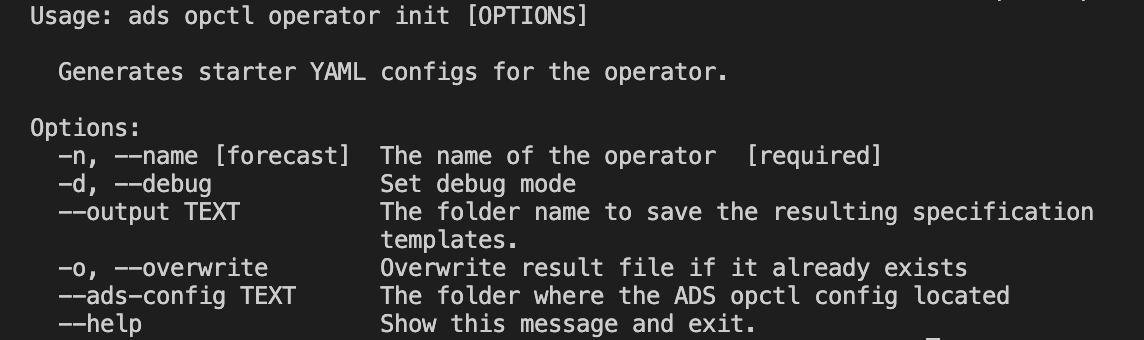 Usage: ads opctl operator init [OPTIONS]
Generates starter YAML configs for the operator.
Options:
-n, --name [forecast]  The name of the operator  [required]
-d, --debug            Set debug mode
--output TEXT          The folder name to save the resulting specification
templates.
-o, --overwrite        Overwrite result file if it already exists
--ads-config TEXT      The folder where the ADS opctl config located
--help                 Show this message and exit.